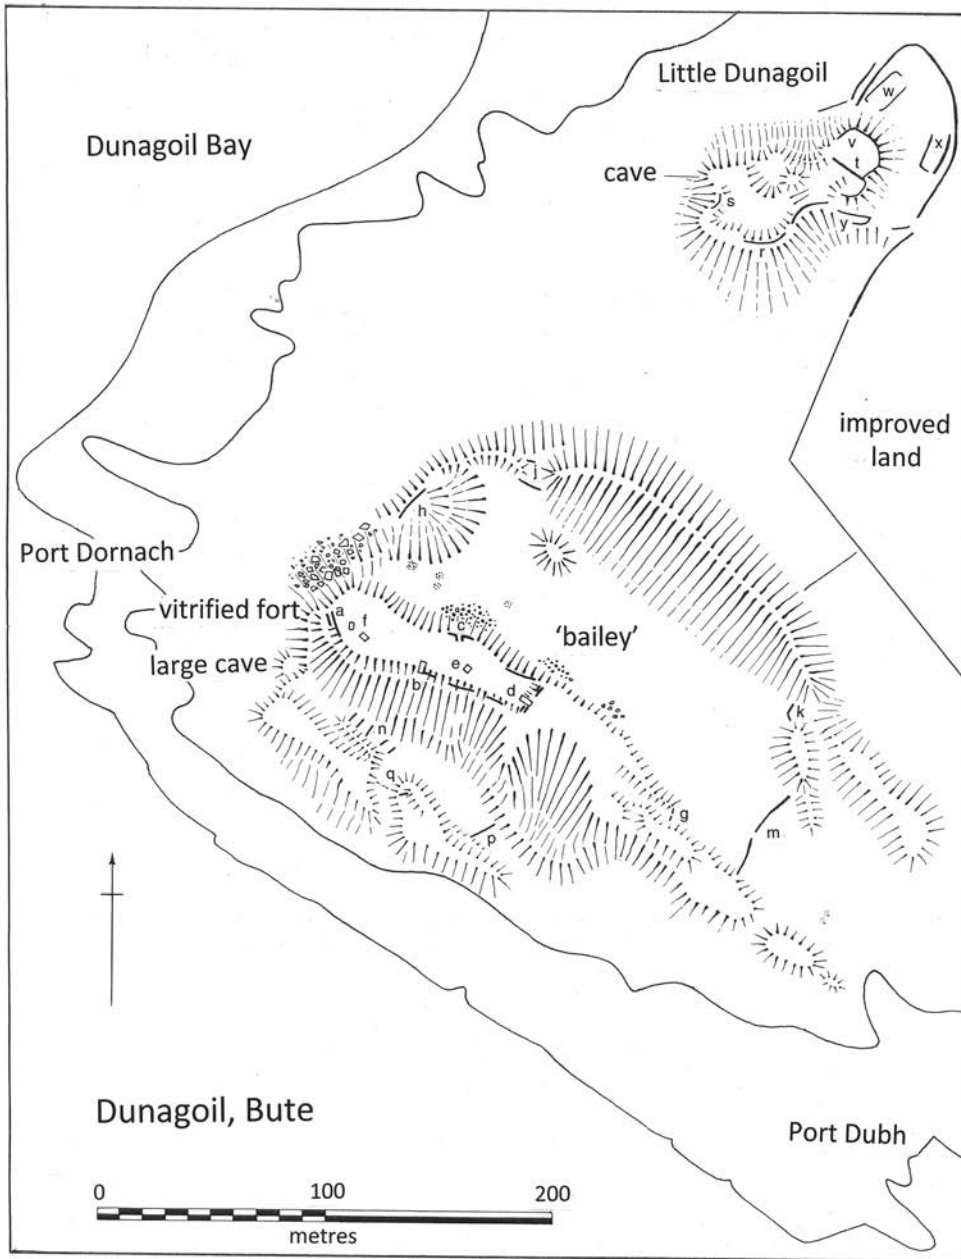 Little Dunagoil
w
Dunagoil Bay
v
x
t
cave
s
y
r
improved
land
j
h
Port Dornach
vitrified fort
a
f
c
'bailey'
large cave
e
b
d
k
n
q
g
p
m
Dunagoil, Bute
Port Dubh
0 100 200
metres